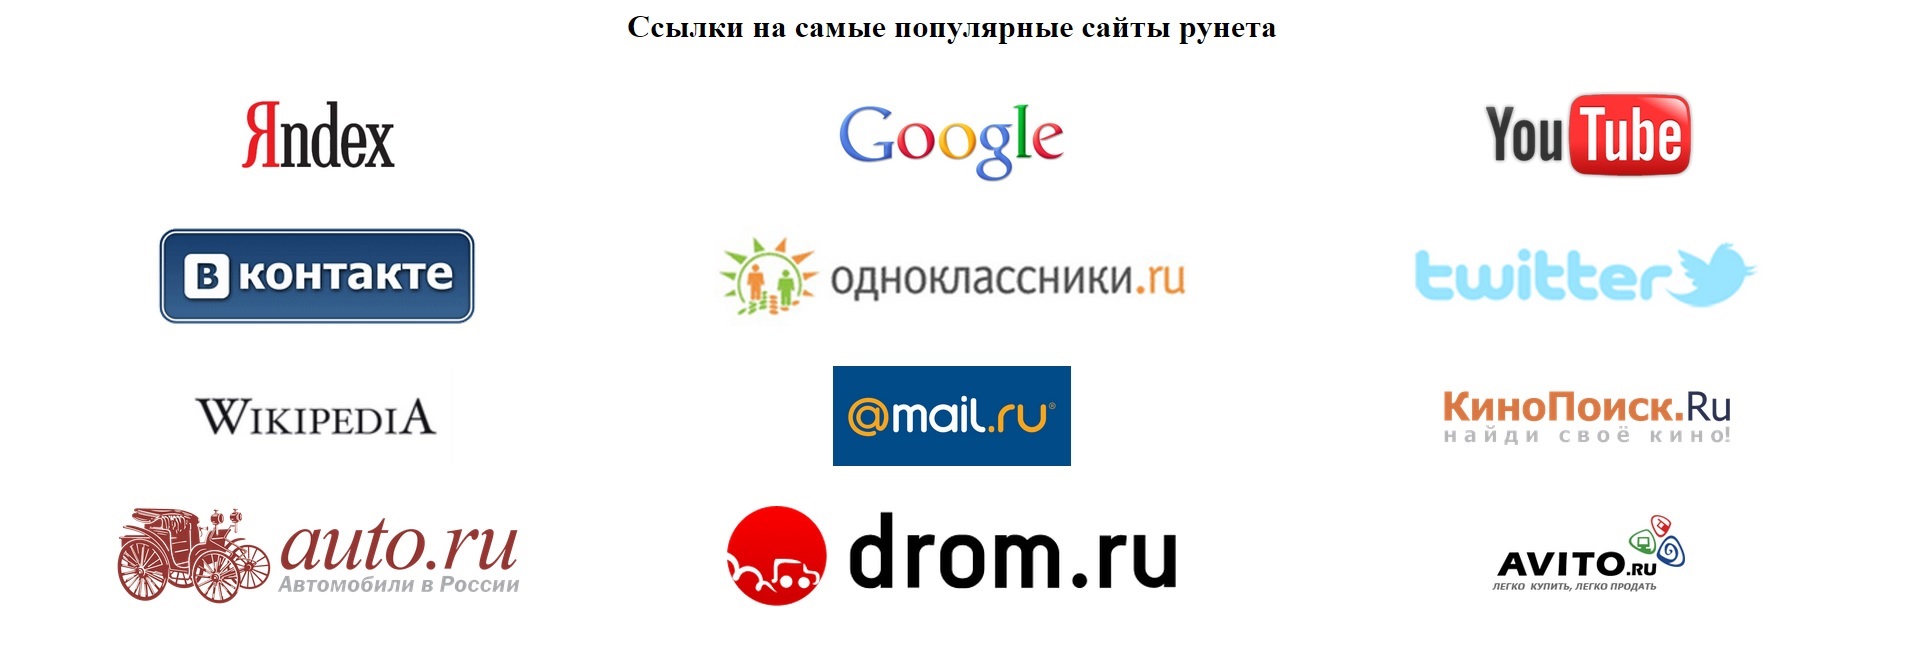 Ссылки на самые популярные сайты рунета
Яndex
Google
YouTube
В контакте
одноклассники.ru
twitter
WIKIPEDIA
@mail.ru®
КиноПоиск.Ru
найди своё кино!
auto.ru
Автомобили в России
drom.ru
AVITO.ru
ЛЕГКО КУПИТЬ, ЛЕГКО ПРОДАТЬ